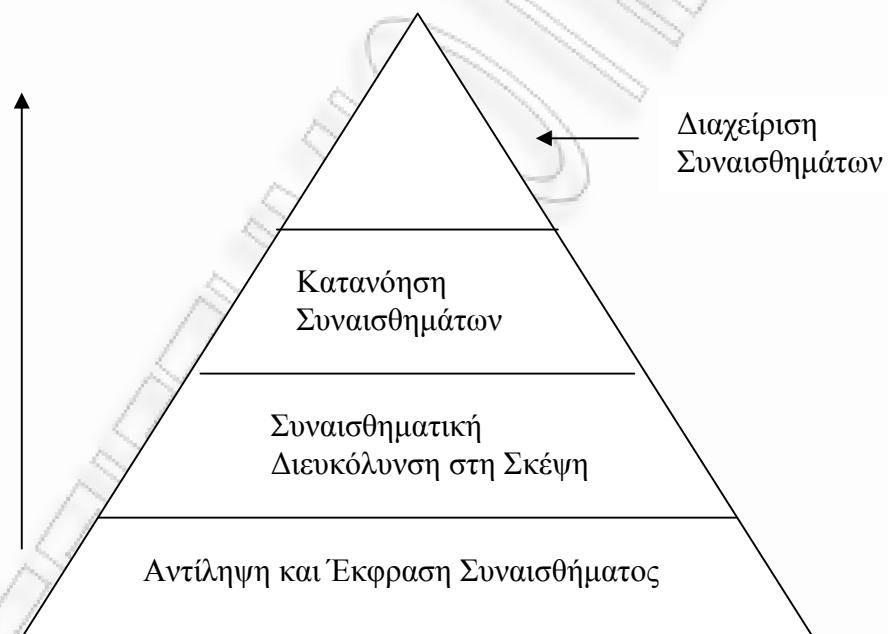 Διαχείριση
Συναισθημάτων
Κατανόηση
Συναισθημάτων
Συναισθηματική
Διευκόλυνση στη Σκέψη
Αντίληψη και Έκφραση Συναισθήματος